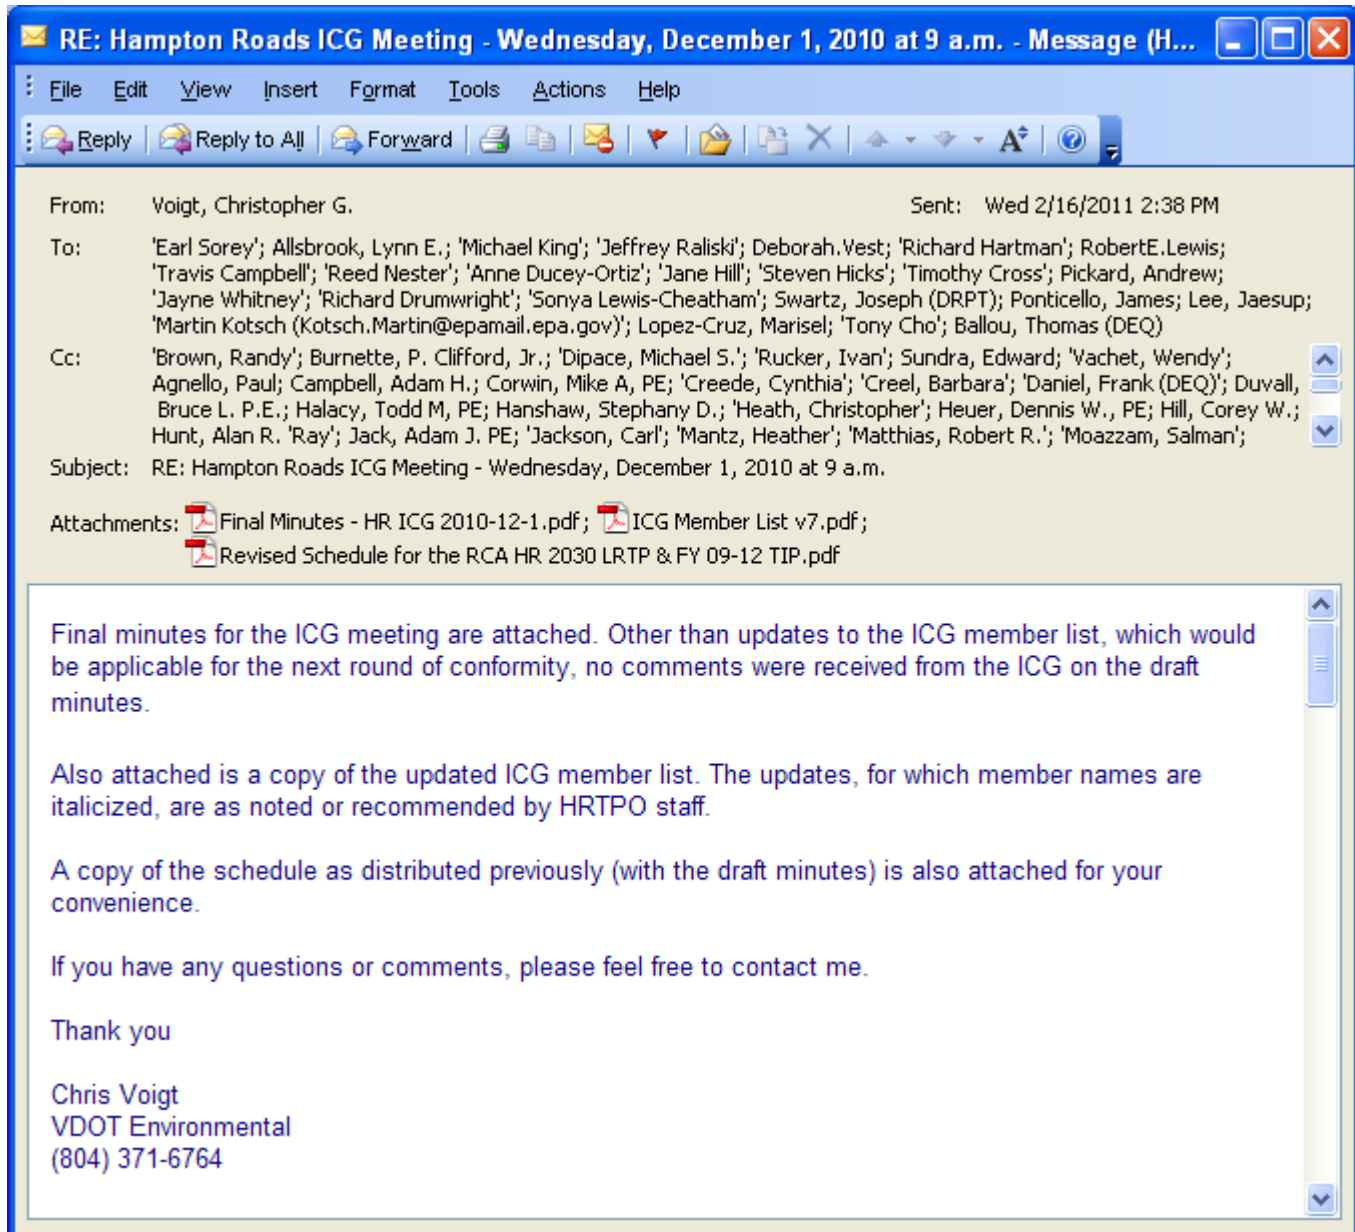 RE: Hampton Roads ICG Meeting - Wednesday, December 1, 2010 at 9 a.m. - Message (H...
File Edit View Insert Format Tools Actions Help
Reply Reply to All Forward
From: Voigt, Christopher G. Sent: Wed 2/16/2011 2:38 PM
To: 'Earl Sorey'; Allsbrook, Lynn E.; 'Michael King'; 'Jeffrey Raliski'; Deborah.Vest; 'Richard Hartman'; RobertE.Lewis;
'Travis Campbell'; 'Reed Nester'; 'Anne Ducey-Ortiz'; 'Jane Hill'; 'Steven Hicks'; 'Timothy Cross'; Pickard, Andrew;
'Jayne Whitney'; 'Richard Drumwright'; 'Sonya Lewis-Cheatham'; Swartz, Joseph (DRPT); Ponticello, James; Lee, Jaesup;
'Martin Kotsch (Kotsch.Martin@epamail.epa.gov)'; Lopez-Cruz, Marisel; 'Tony Cho'; Ballou, Thomas (DEQ)
Cc: 'Brown, Randy'; Burnette, P. Clifford, Jr.; 'Dipace, Michael S.'; 'Rucker, Ivan'; Sundra, Edward; 'Vachet, Wendy';
Agnello, Paul; Campbell, Adam H.; Corwin, Mike A, PE; 'Creede, Cynthia'; 'Creel, Barbara'; 'Daniel, Frank (DEQ)'; Duvall,
Bruce L. P.E.; Halacy, Todd M, PE; Hanshaw, Stephany D.; 'Heath, Christopher'; Heuer, Dennis W., PE; Hill, Corey W.;
Hunt, Alan R. 'Ray'; Jack, Adam J. PE; 'Jackson, Carl'; 'Mantz, Heather'; 'Matthias, Robert R.'; 'Moazzam, Salman';
Subject: RE: Hampton Roads ICG Meeting - Wednesday, December 1, 2010 at 9 a.m.
Attachments: Final Minutes - HR ICG 2010-12-1.pdf; ICG Member List v7.pdf;
Revised Schedule for the RCA HR 2030 LRTP & FY 09-12 TIP.pdf
Final minutes for the ICG meeting are attached. Other than updates to the ICG member list, which would
be applicable for the next round of conformity, no comments were received from the ICG on the draft
minutes.
Also attached is a copy of the updated ICG member list. The updates, for which member names are
italicized, are as noted or recommended by HRTPO staff.
A copy of the schedule as distributed previously (with the draft minutes) is also attached for your
convenience.
If you have any questions or comments, please feel free to contact me.
Thank you
Chris Voigt
VDOT Environmental
(804) 371-6764